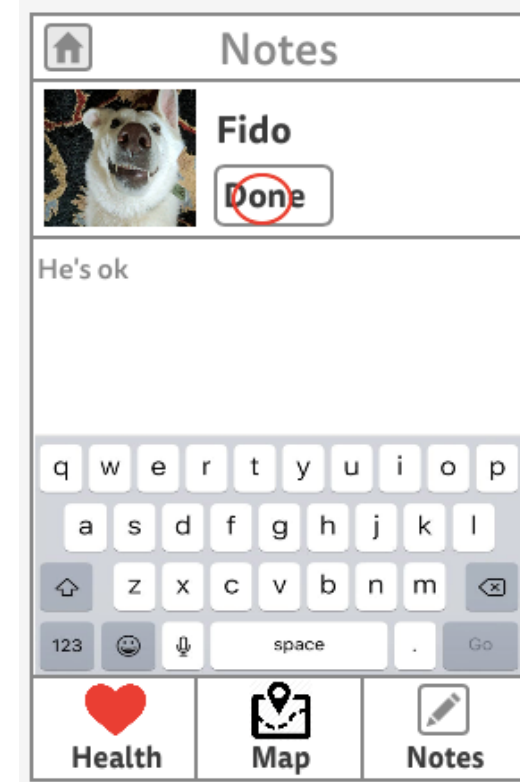 Notes
Fido
Done
He's ok
q w e r t y u i o p
a s d f g h j k l
z x c v b n m
123 space . Go
Health Map Notes